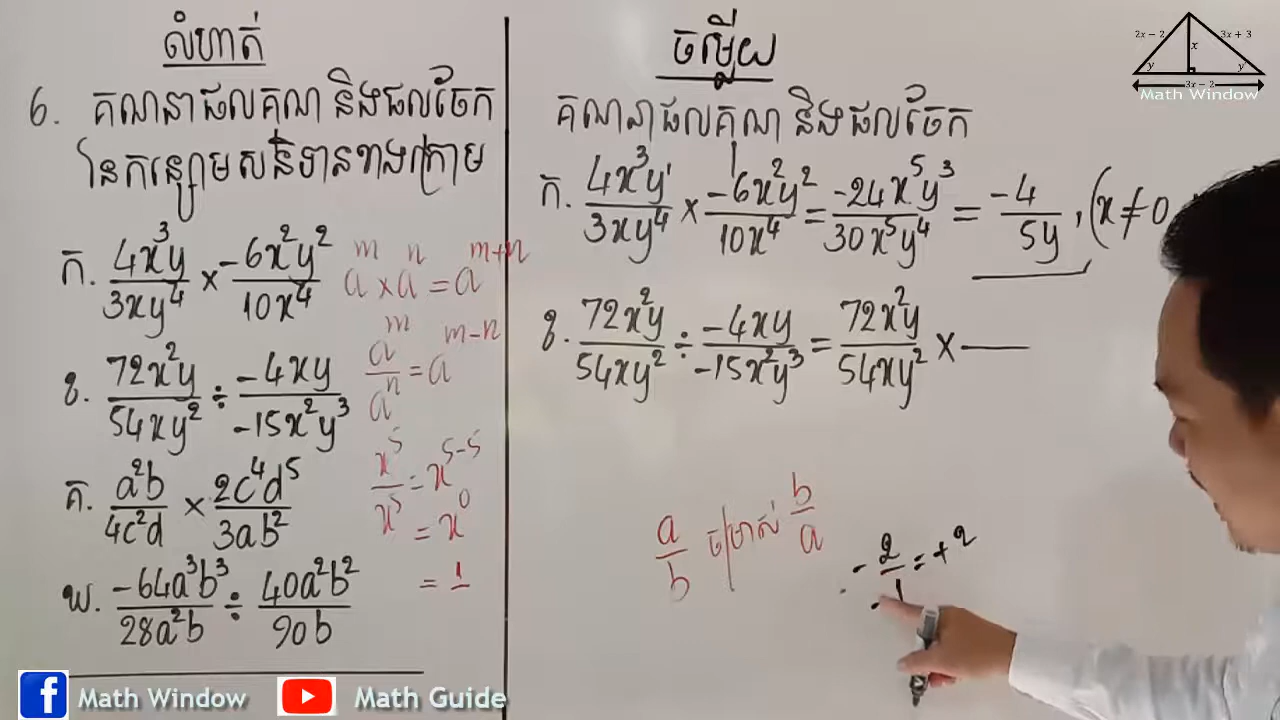 លំហាត់
6. គណនាផលគុណ និងផលចែក
នៃកន្សោមសនិទានខាងក្រោម
ក. 4x³y/3xy⁴ × -6x²y²/10x⁴
ខ. 72x²y/54xy² ÷ -4xy/-15x²y³
គ. a²b/4c²d × 2c⁴d⁵/3ab²
ឃ. -64a³b³/28a²b ÷ 40a²b²/90b
aᵐ × aⁿ = aᵐ⁺ⁿ
aᵐ/aⁿ = aᵐ⁻ⁿ
x⁵/x⁵ = x⁵⁻⁵
= x⁰
= 1
ចម្លើយ
គណនាផលគុណ និងផលចែក
ក. 4x³y¹/3xy⁴ × -6x²y²/10x⁴ = -24x⁵y³/30x⁵y⁴ = -4/5y , (x ≠ 0
ខ. 72x²y/54xy² ÷ -4xy/-15x²y³ = 72x²y/54xy² ×
a/b ច្រាស់ b/a
-2/-1 = +2
2x − 2
3x + 3
x
y
y
3x − 2
Math Window
Math Window
Math Guide